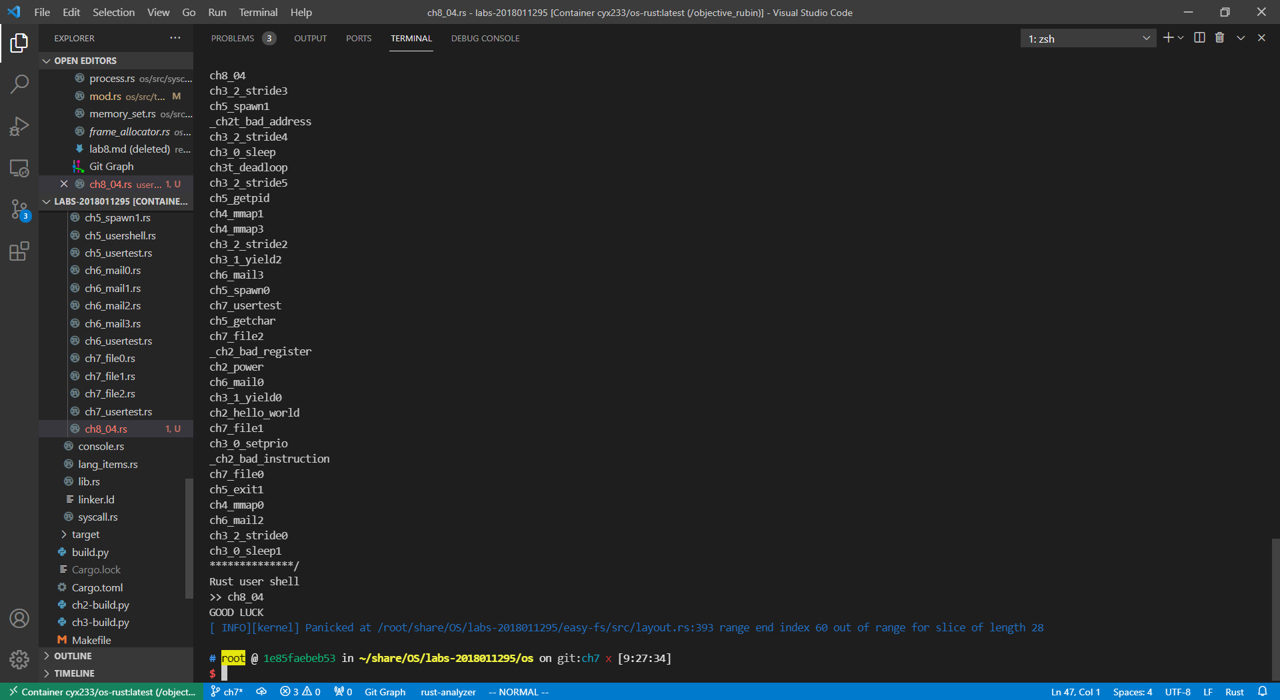 File Edit Selection View Go Run Terminal Help
ch8_04.rs - labs-2018011295 [Container cyx233/os-rust:latest (/objective_rubin)] - Visual Studio Code
EXPLORER ···
OPEN EDITORS
process.rs os/src/sysc...
mod.rs os/src/t... M
memory_set.rs os/src...
frame_allocator.rs os...
lab8.md (deleted) re...
Git Graph
ch8_04.rs user... 1, U
LABS-2018011295 [CONTAINE...
ch5_spawn1.rs
ch5_usershell.rs
ch5_usertest.rs
ch6_mail0.rs
ch6_mail1.rs
ch6_mail2.rs
ch6_mail3.rs
ch6_usertest.rs
ch7_file0.rs
ch7_file1.rs
ch7_file2.rs
ch7_usertest.rs
ch8_04.rs 1, U
console.rs
lang_items.rs
lib.rs
linker.ld
syscall.rs
target
build.py
Cargo.lock
Cargo.toml
ch2-build.py
ch3-build.py
Makefile
OUTLINE
TIMELINE
3
PROBLEMS 3 OUTPUT PORTS TERMINAL DEBUG CONSOLE
1: zsh
ch8_04
ch3_2_stride3
ch5_spawn1
_ch2t_bad_address
ch3_2_stride4
ch3_0_sleep
ch3t_deadloop
ch3_2_stride5
ch5_getpid
ch4_mmap1
ch4_mmap3
ch3_2_stride2
ch3_1_yield2
ch6_mail3
ch5_spawn0
ch7_usertest
ch5_getchar
ch7_file2
_ch2_bad_register
ch2_power
ch6_mail0
ch3_1_yield0
ch2_hello_world
ch7_file1
ch3_0_setprio
_ch2_bad_instruction
ch7_file0
ch5_exit1
ch4_mmap0
ch6_mail2
ch3_2_stride0
ch3_0_sleep1
**************/
Rust user shell
>> ch8_04
GOOD LUCK
[ INFO][kernel] Panicked at /root/share/OS/labs-2018011295/easy-fs/src/layout.rs:393 range end index 60 out of range for slice of length 28
# root @ 1e85faebeb53 in ~/share/OS/labs-2018011295/os on git:ch7 x [9:27:34]
$
Container cyx233/os-rust:latest (/object... ch7* 3 0 0 Git Graph rust-analyzer -- NORMAL -- Ln 47, Col 1 Spaces: 4 UTF-8 LF Rust